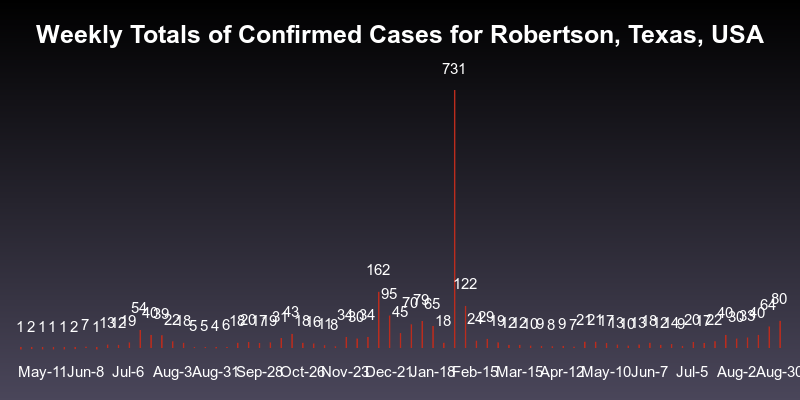 Weekly Totals of Confirmed Cases for Robertson, Texas, USA
1 2 1 1 1 2 7 1 13 12 19 54 40 39 22 18 5 5 4 6 18 20 17 19 31 43 18 16 11 8 34 30 34 162 95 45 70 79 65 18 731 122 24 29 19 12 12 10 9 8 9 7 21 21 17 13 10 13 18 12 14 9 20 17 22 40 30 33 40 64 80
May-11 Jun-8 Jul-6 Aug-3 Aug-31 Sep-28 Oct-26 Nov-23 Dec-21 Jan-18 Feb-15 Mar-15 Apr-12 May-10 Jun-7 Jul-5 Aug-2 Aug-30